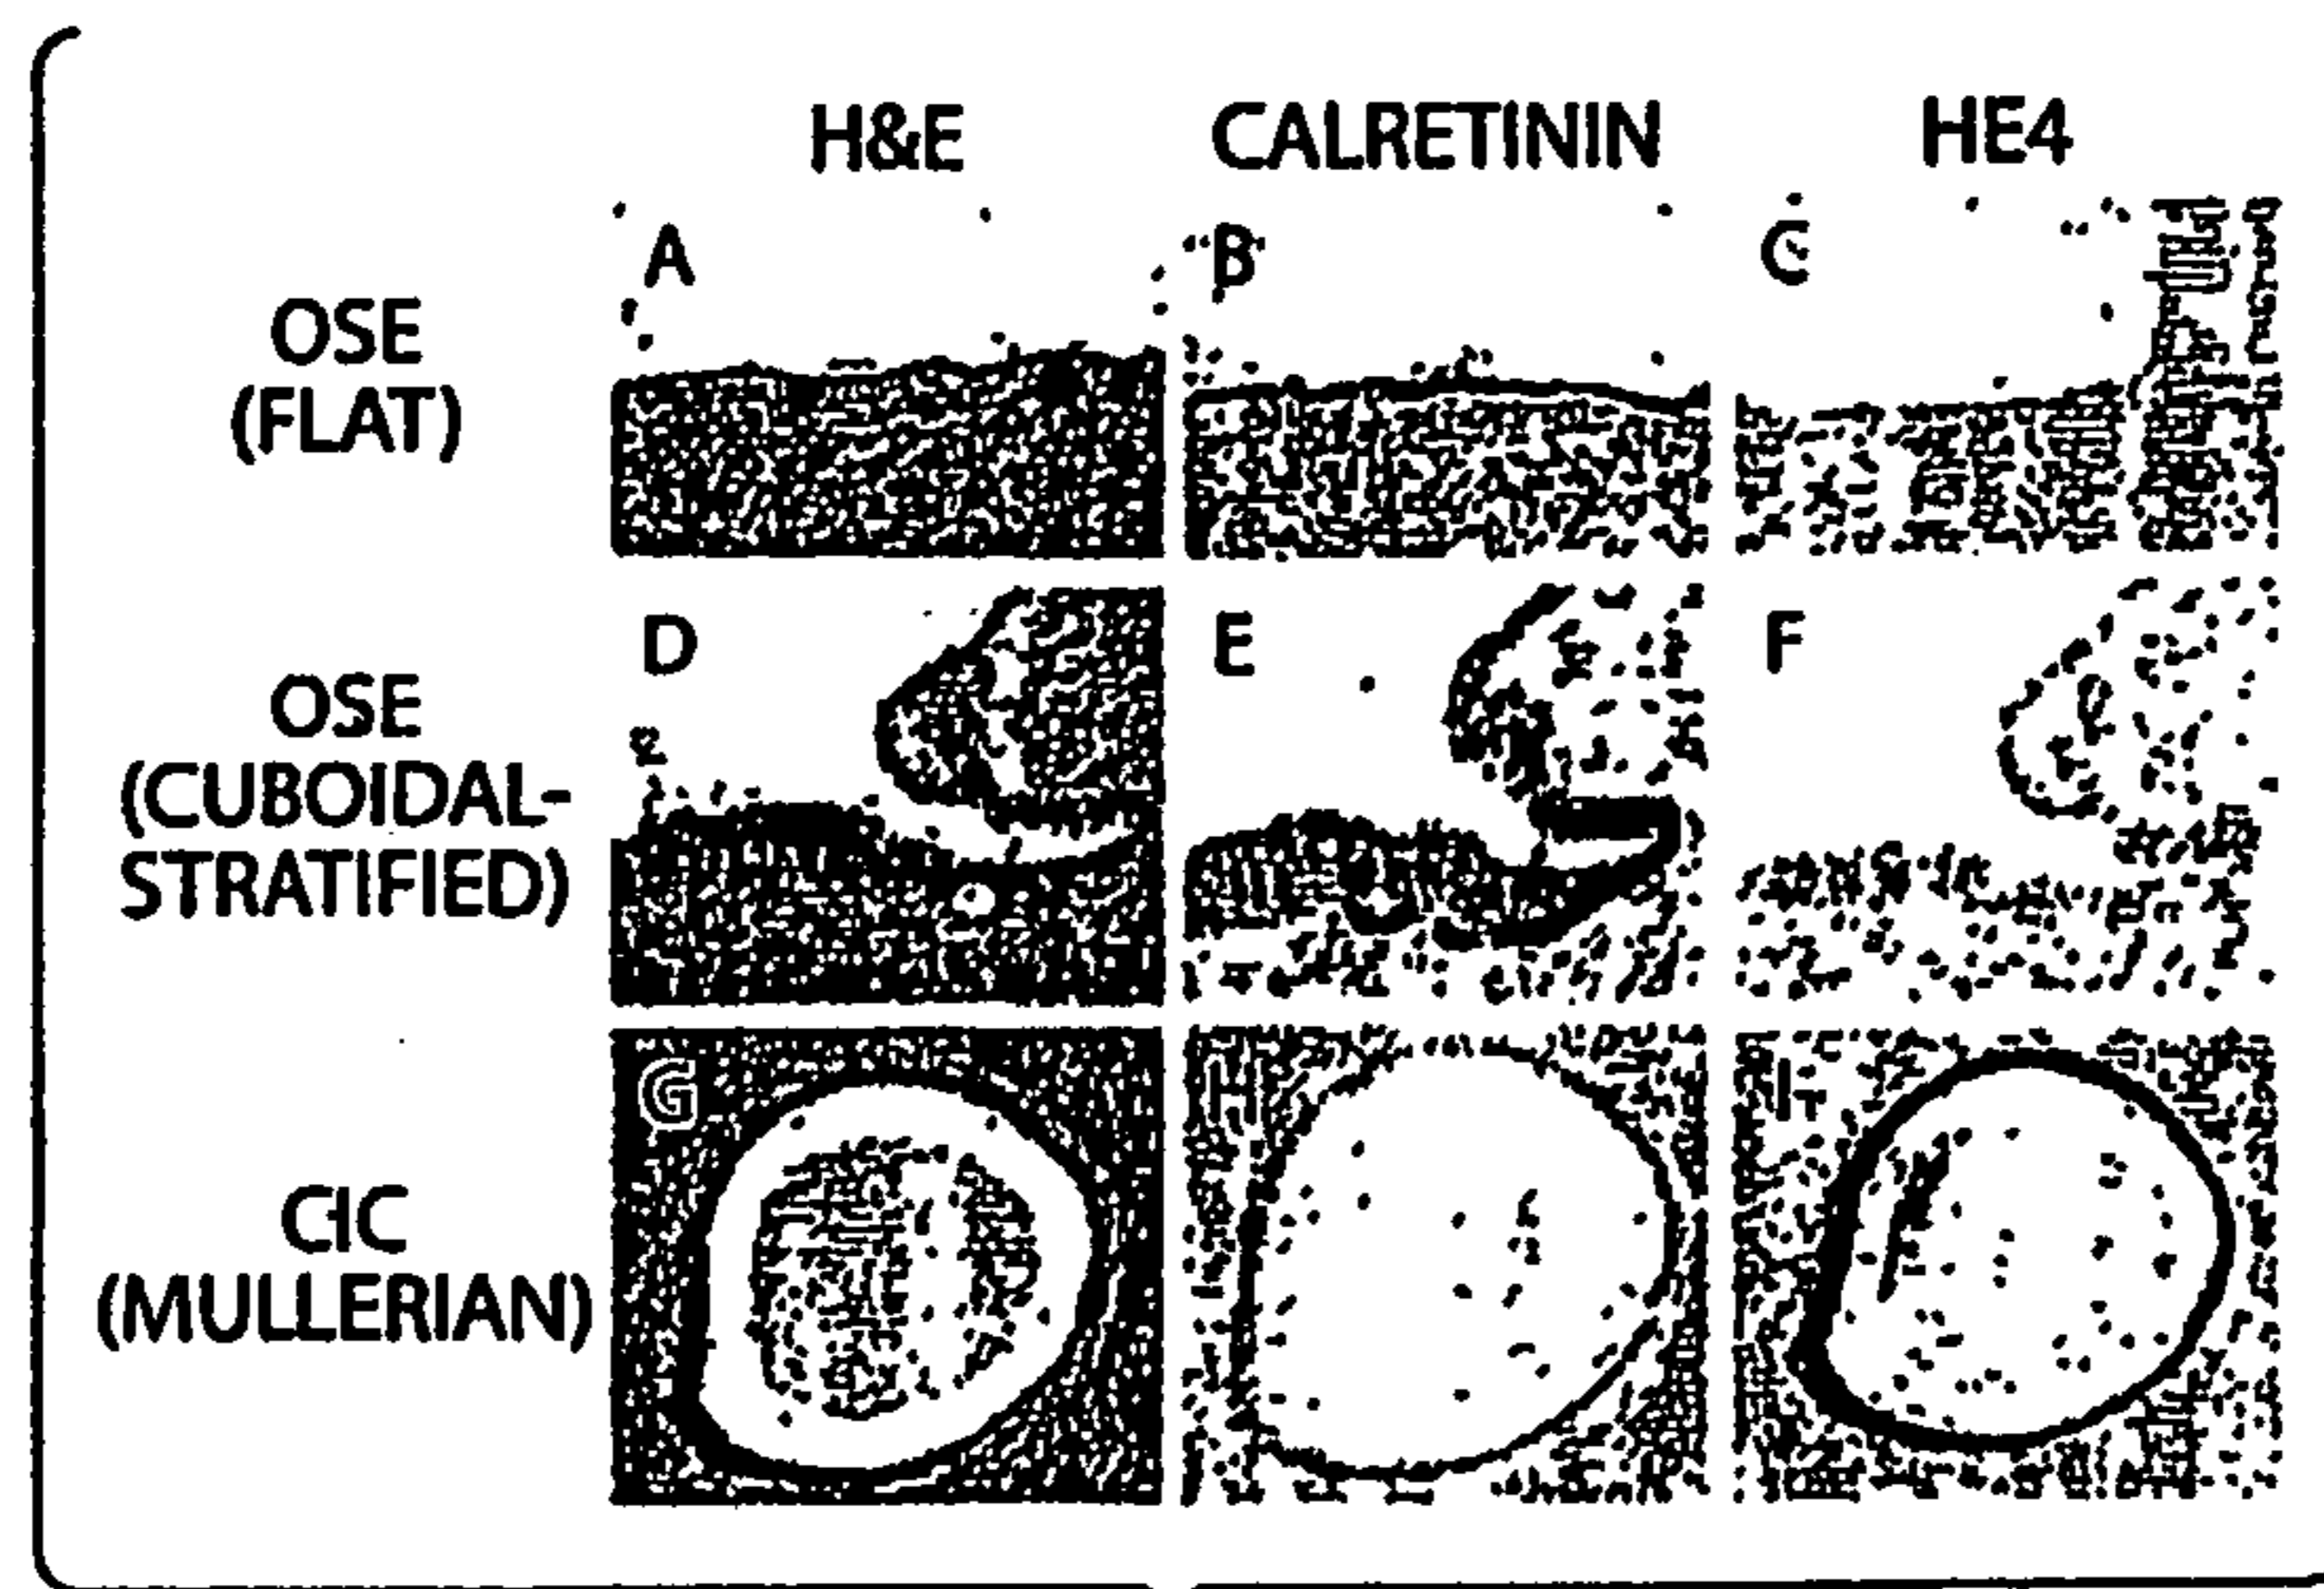 H&E CALRETININ HE4
OSE
(FLAT)
A B C
OSE
(CUBOIDAL-
STRATIFIED)
D E F
CIC
(MULLERIAN)
G H I